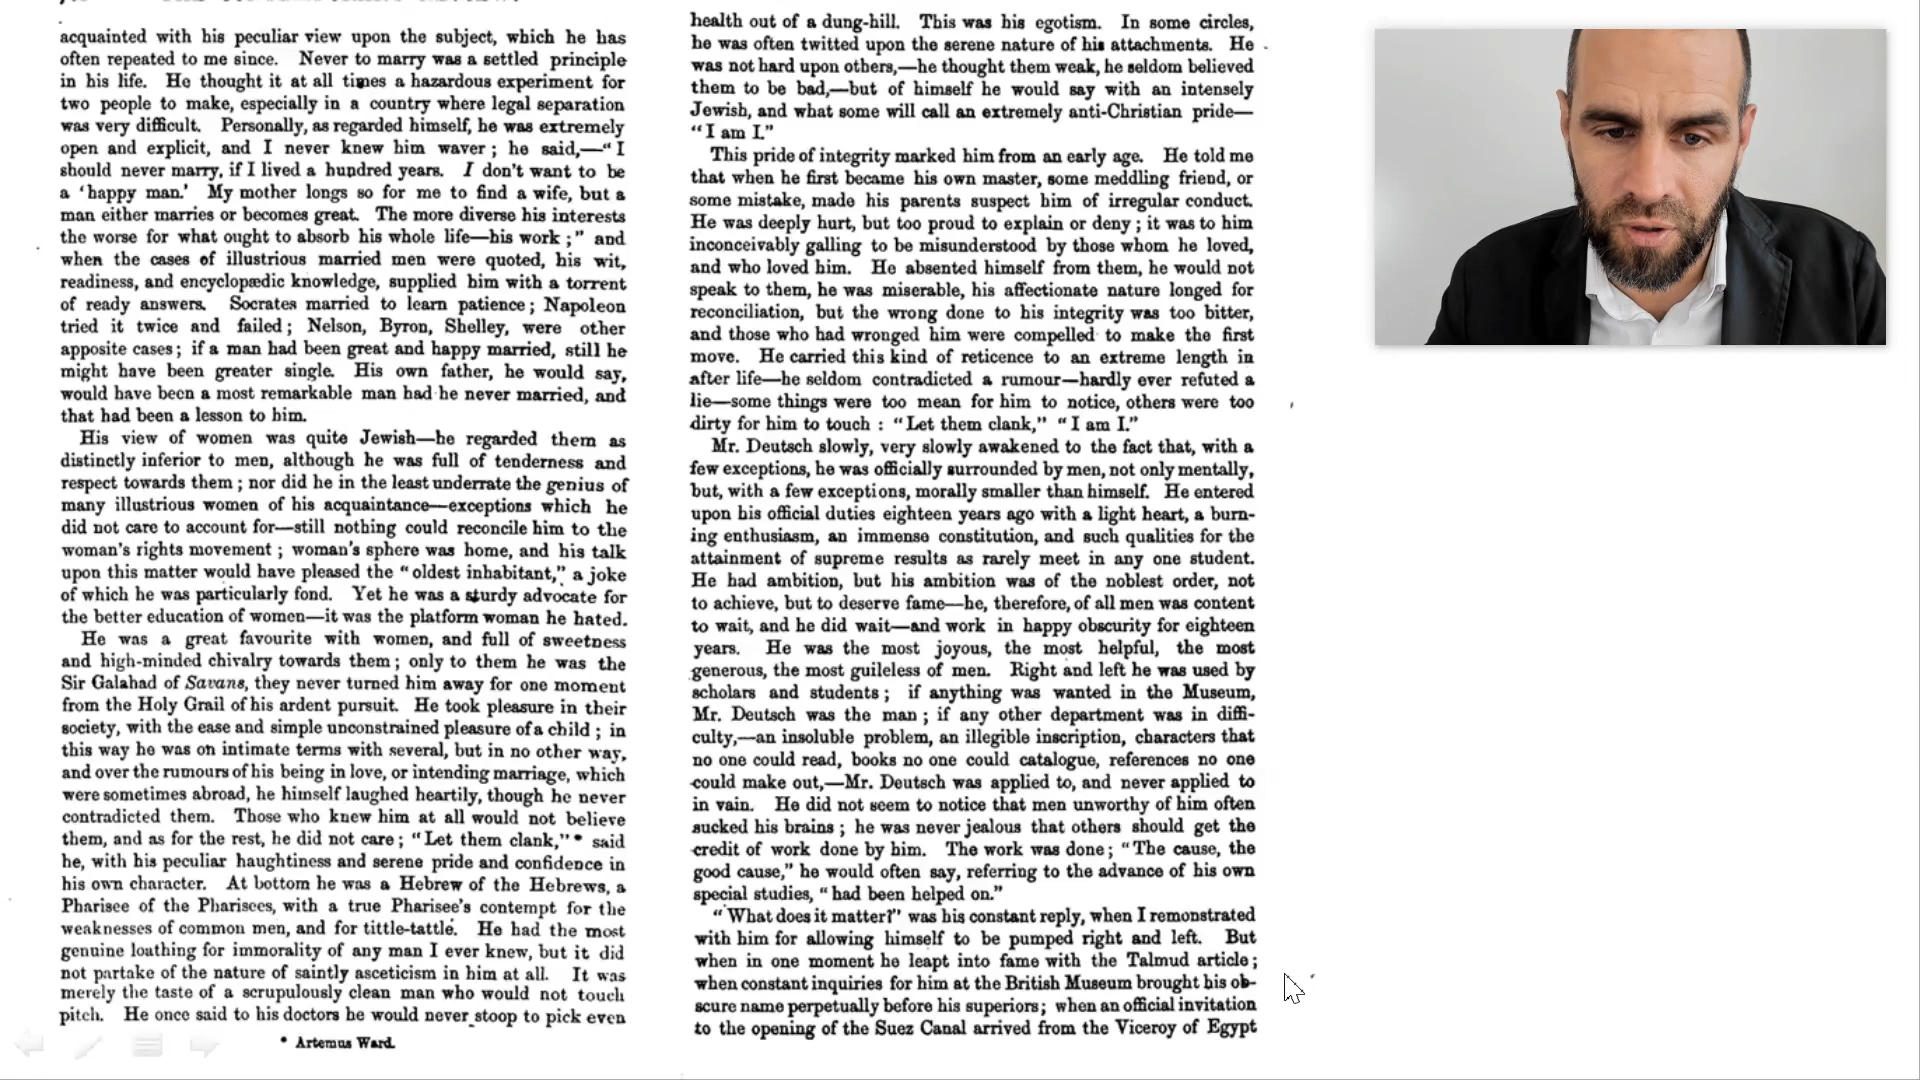 acquainted with his peculiar view upon the subject, which he has
often repeated to me since. Never to marry was a settled principle
in his life. He thought it at all times a hazardous experiment for
two people to make, especially in a country where legal separation
was very difficult. Personally, as regarded himself, he was extremely
open and explicit, and I never knew him waver; he said,—"I
should never marry, if I lived a hundred years. I don't want to be
a 'happy man.' My mother longs so for me to find a wife, but a
man either marries or becomes great. The more diverse his interests
the worse for what ought to absorb his whole life—his work;" and
when the cases of illustrious married men were quoted, his wit,
readiness, and encyclopædic knowledge, supplied him with a torrent
of ready answers. Socrates married to learn patience; Napoleon
tried it twice and failed; Nelson, Byron, Shelley, were other
apposite cases; if a man had been great and happy married, still he
might have been greater single. His own father, he would say,
would have been a most remarkable man had he never married, and
that had been a lesson to him.
His view of women was quite Jewish—he regarded them as
distinctly inferior to men, although he was full of tenderness and
respect towards them; nor did he in the least underrate the genius of
many illustrious women of his acquaintance—exceptions which he
did not care to account for—still nothing could reconcile him to the
woman's rights movement; woman's sphere was home, and his talk
upon this matter would have pleased the "oldest inhabitant," a joke
of which he was particularly fond. Yet he was a sturdy advocate for
the better education of women—it was the platform woman he hated.
He was a great favourite with women, and full of sweetness
and high-minded chivalry towards them; only to them he was the
Sir Galahad of Savans, they never turned him away for one moment
from the Holy Grail of his ardent pursuit. He took pleasure in their
society, with the ease and simple unconstrained pleasure of a child; in
this way he was on intimate terms with several, but in no other way,
and over the rumours of his being in love, or intending marriage, which
were sometimes abroad, he himself laughed heartily, though he never
contradicted them. Those who knew him at all would not believe
them, and as for the rest, he did not care; "Let them clank,"* said
he, with his peculiar haughtiness and serene pride and confidence in
his own character. At bottom he was a Hebrew of the Hebrews, a
Pharisee of the Pharisees, with a true Pharisee's contempt for the
weaknesses of common men, and for tittle-tattle. He had the most
genuine loathing for immorality of any man I ever knew, but it did
not partake of the nature of saintly asceticism in him at all. It was
merely the taste of a scrupulously clean man who would not touch
pitch. He once said to his doctors he would never stoop to pick even
* Artemus Ward.
health out of a dung-hill. This was his egotism. In some circles,
he was often twitted upon the serene nature of his attachments. He
was not hard upon others,—he thought them weak, he seldom believed
them to be bad,—but of himself he would say with an intensely
Jewish, and what some will call an extremely anti-Christian pride—
"I am I."
This pride of integrity marked him from an early age. He told me
that when he first became his own master, some meddling friend, or
some mistake, made his parents suspect him of irregular conduct.
He was deeply hurt, but too proud to explain or deny; it was to him
inconceivably galling to be misunderstood by those whom he loved,
and who loved him. He absented himself from them, he would not
speak to them, he was miserable, his affectionate nature longed for
reconciliation, but the wrong done to his integrity was too bitter,
and those who had wronged him were compelled to make the first
move. He carried this kind of reticence to an extreme length in
after life—he seldom contradicted a rumour—hardly ever refuted a
lie—some things were too mean for him to notice, others were too
dirty for him to touch: "Let them clank," "I am I."
Mr. Deutsch slowly, very slowly awakened to the fact that, with a
few exceptions, he was officially surrounded by men, not only mentally,
but, with a few exceptions, morally smaller than himself. He entered
upon his official duties eighteen years ago with a light heart, a burn-
ing enthusiasm, an immense constitution, and such qualities for the
attainment of supreme results as rarely meet in any one student.
He had ambition, but his ambition was of the noblest order, not
to achieve, but to deserve fame—he, therefore, of all men was content
to wait, and he did wait—and work in happy obscurity for eighteen
years. He was the most joyous, the most helpful, the most
generous, the most guileless of men. Right and left he was used by
scholars and students; if anything was wanted in the Museum,
Mr. Deutsch was the man; if any other department was in diffi-
culty,—an insoluble problem, an illegible inscription, characters that
no one could read, books no one could catalogue, references no one
could make out,—Mr. Deutsch was applied to, and never applied to
in vain. He did not seem to notice that men unworthy of him often
sucked his brains; he was never jealous that others should get the
credit of work done by him. The work was done; "The cause, the
good cause," he would often say, referring to the advance of his own
special studies, "had been helped on."
"What does it matter?" was his constant reply, when I remonstrated
with him for allowing himself to be pumped right and left. But
when in one moment he leapt into fame with the Talmud article;
when constant inquiries for him at the British Museum brought his ob-
scure name perpetually before his superiors; when an official invitation
to the opening of the Suez Canal arrived from the Viceroy of Egypt